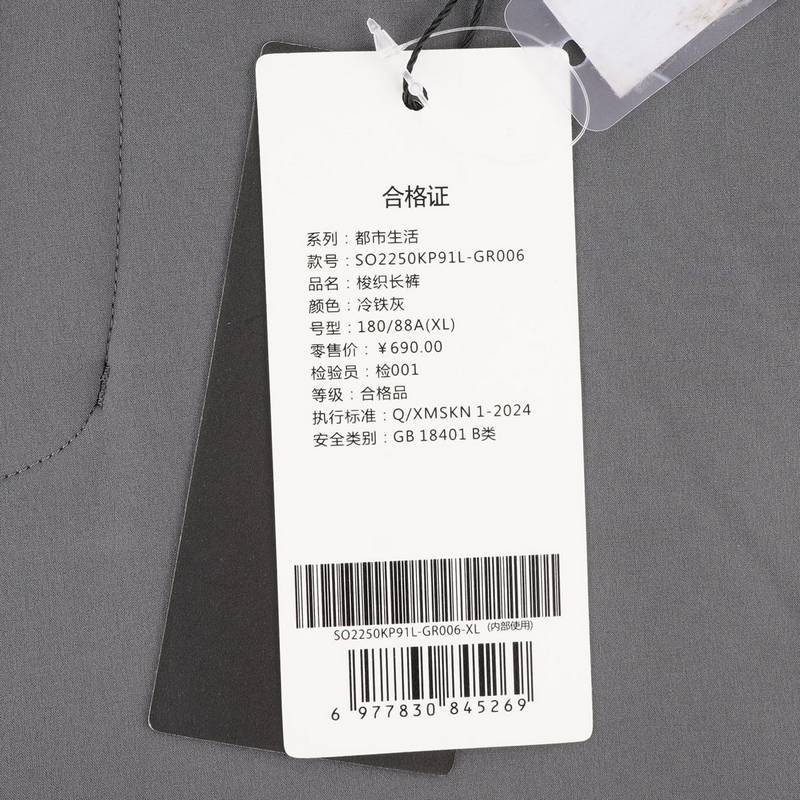 合格证
系列：都市生活
款号：SO2250KP91L-GR006
品名：梭织长裤
颜色：冷铁灰
号型：180/88A(XL)
零售价：￥690.00
检验员：检001
等级：合格品
执行标准：Q/XMSKN 1-2024
安全类别：GB 18401 B类
SO2250KP91L-GR006-XL (内部使用)
6 977830 845269